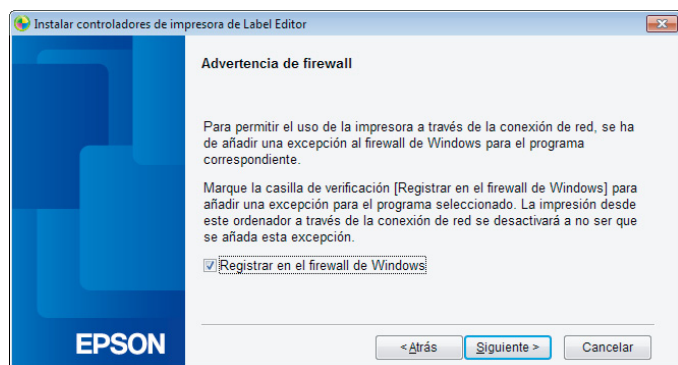 Instalar controladores de impresora de Label Editor
Advertencia de firewall
Para permitir el uso de la impresora a través de la conexión de red, se ha
de añadir una excepción al firewall de Windows para el programa
correspondiente.
Marque la casilla de verificación [Registrar en el firewall de Windows] para
añadir una excepción para el programa seleccionado. La impresión desde
este ordenador a través de la conexión de red se desactivará a no ser que
se añada esta excepción.
Registrar en el firewall de Windows
EPSON
< Atrás
Siguiente >
Cancelar